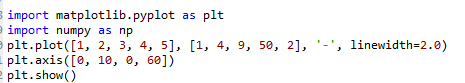 import matplotlib.pyplot as plt
import numpy as np
plt.plot([1, 2, 3, 4, 5], [1, 4, 9, 50, 2], '-', linewidth=2.0)
plt.axis([0, 10, 0, 60])
plt.show()